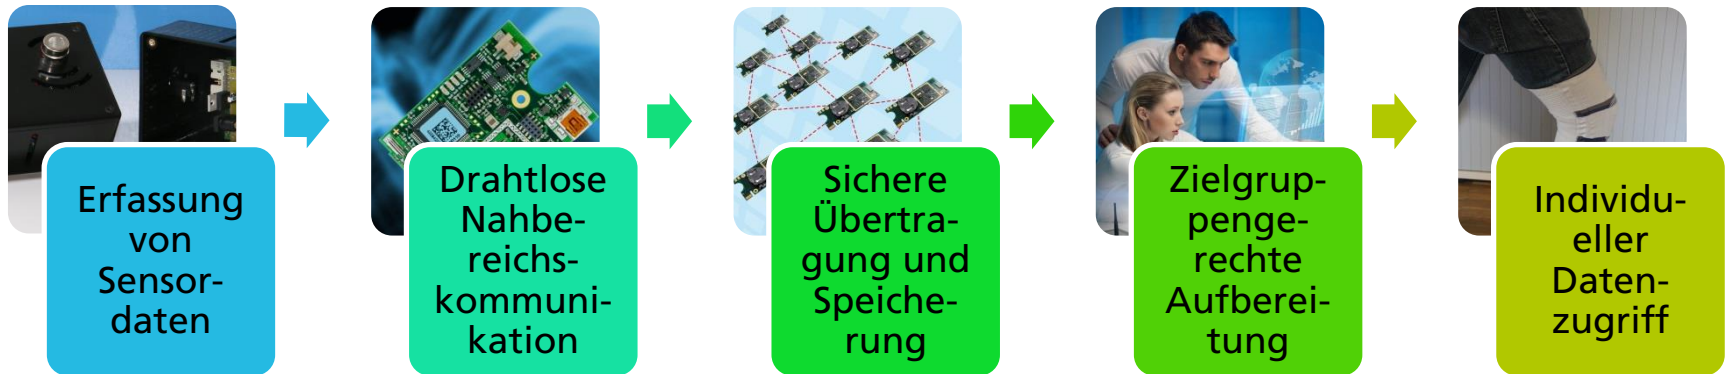 Erfassung
von
Sensor-
daten
Drahtlose
Nahbe-
reichs-
kommuni-
kation
Sichere
Übertra-
gung und
Speiche-
rung
Zielgrup-
penge-
rechte
Aufberei-
tung
Individu-
eller
Daten-
zugriff